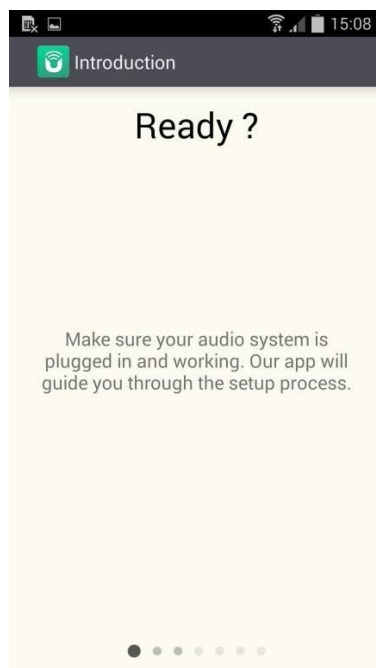 15:08
Introduction
Ready ?
Make sure your audio system is
plugged in and working. Our app will
guide you through the setup process.